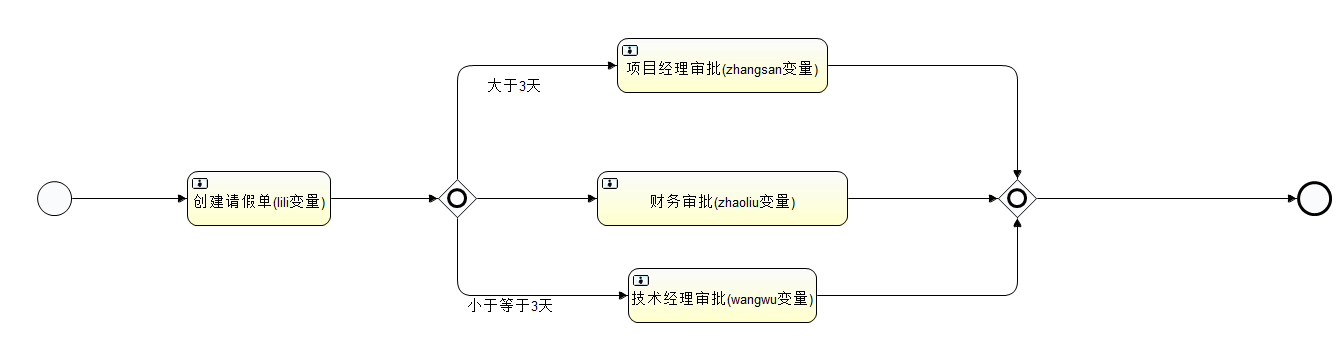 项目经理审批(zhangsan变量)
大于3天
创建请假单(lili变量)
财务审批(zhaoliu变量)
技术经理审批(wangwu变量)
小于等于3天